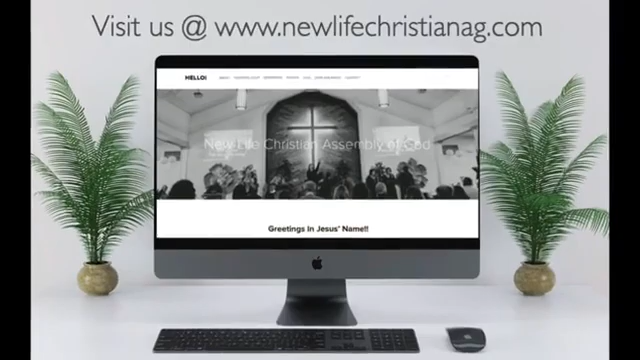 Visit us @ www.newlifechristianag.com
HELLO!
New Life Christian Assembly of God
Greetings In Jesus' Name!!